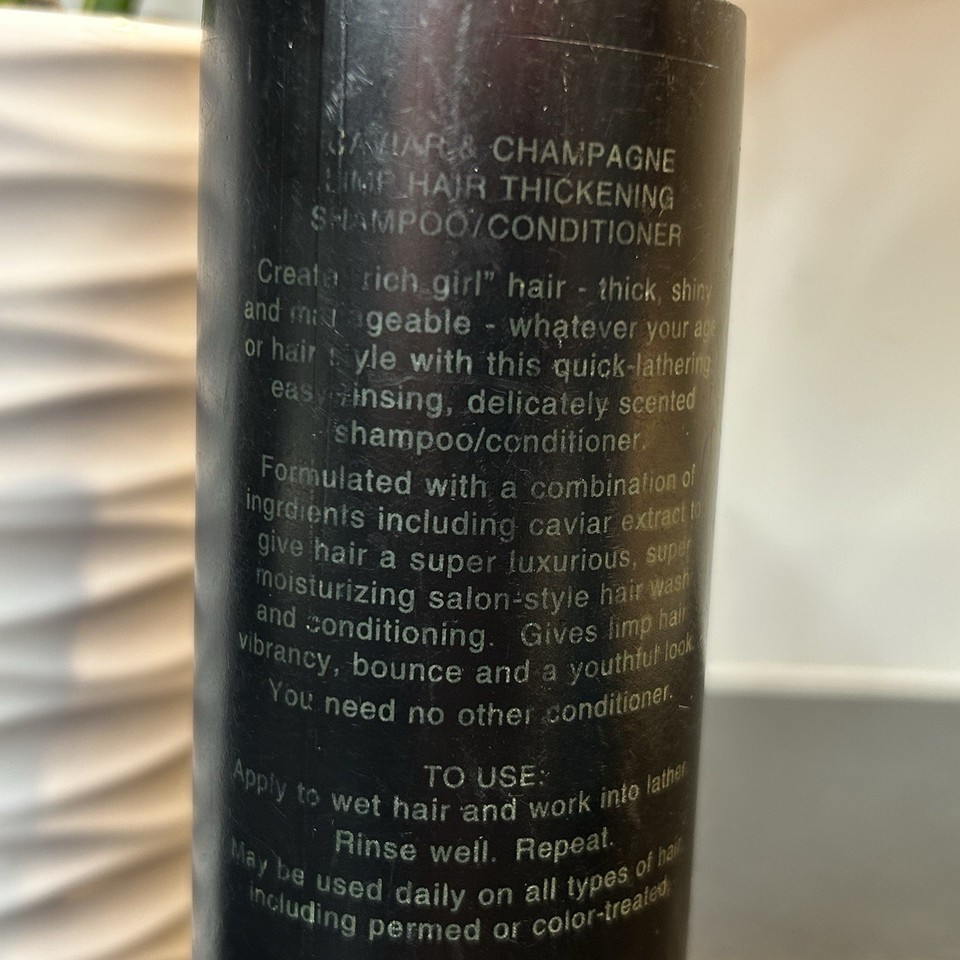 CAVIAR & CHAMPAGNE
LIMP HAIR THICKENING
SHAMPOO/CONDITIONER
Create "rich girl" hair - thick, shiny
and manageable - whatever your age
or hair style with this quick-lathering,
easy rinsing, delicately scented
shampoo/conditioner.
Formulated with a combination of
ingrdients including caviar extract to
give hair a super luxurious, super
moisturizing salon-style hair wash
and conditioning. Gives limp hair
vibrancy, bounce and a youthful look.
You need no other conditioner.
TO USE:
Apply to wet hair and work into lather.
Rinse well. Repeat.
May be used daily on all types of hair
including permed or color-treated.